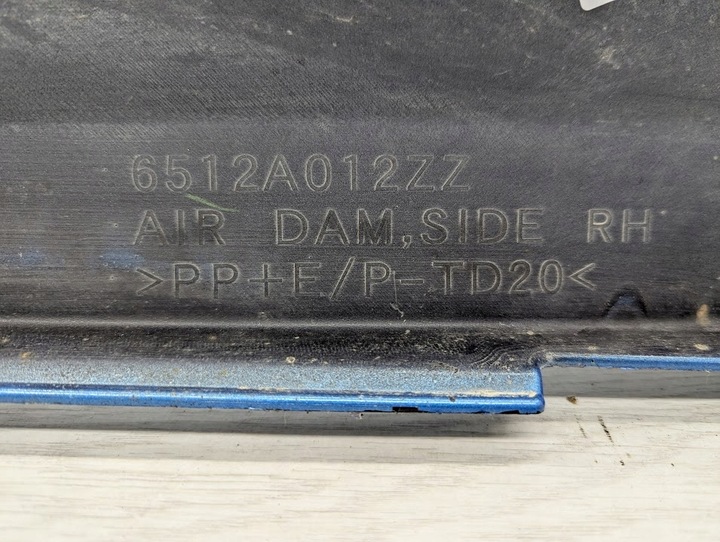 6512A012ZZ
AIR DAM,SIDE RH
>PP+E/P-TD20<